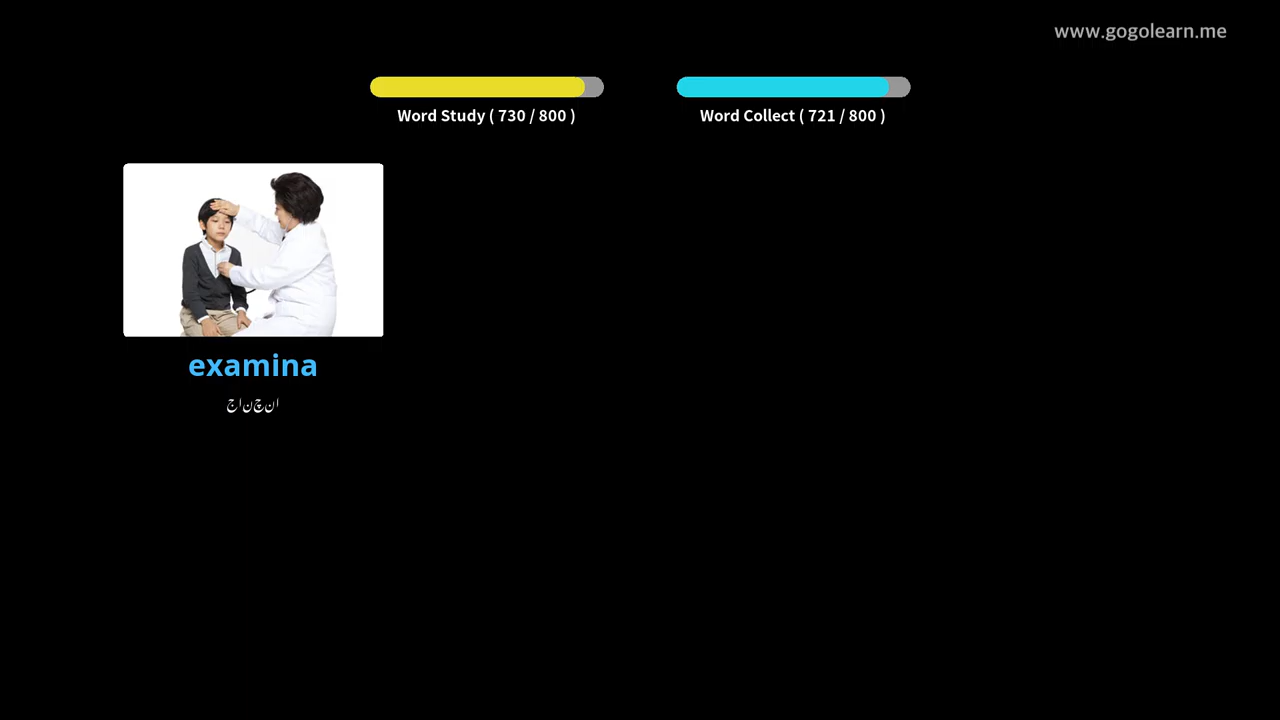 www.gogolearn.me
Word Study ( 730 / 800 )
Word Collect ( 721 / 800 )
examina
جانچنا